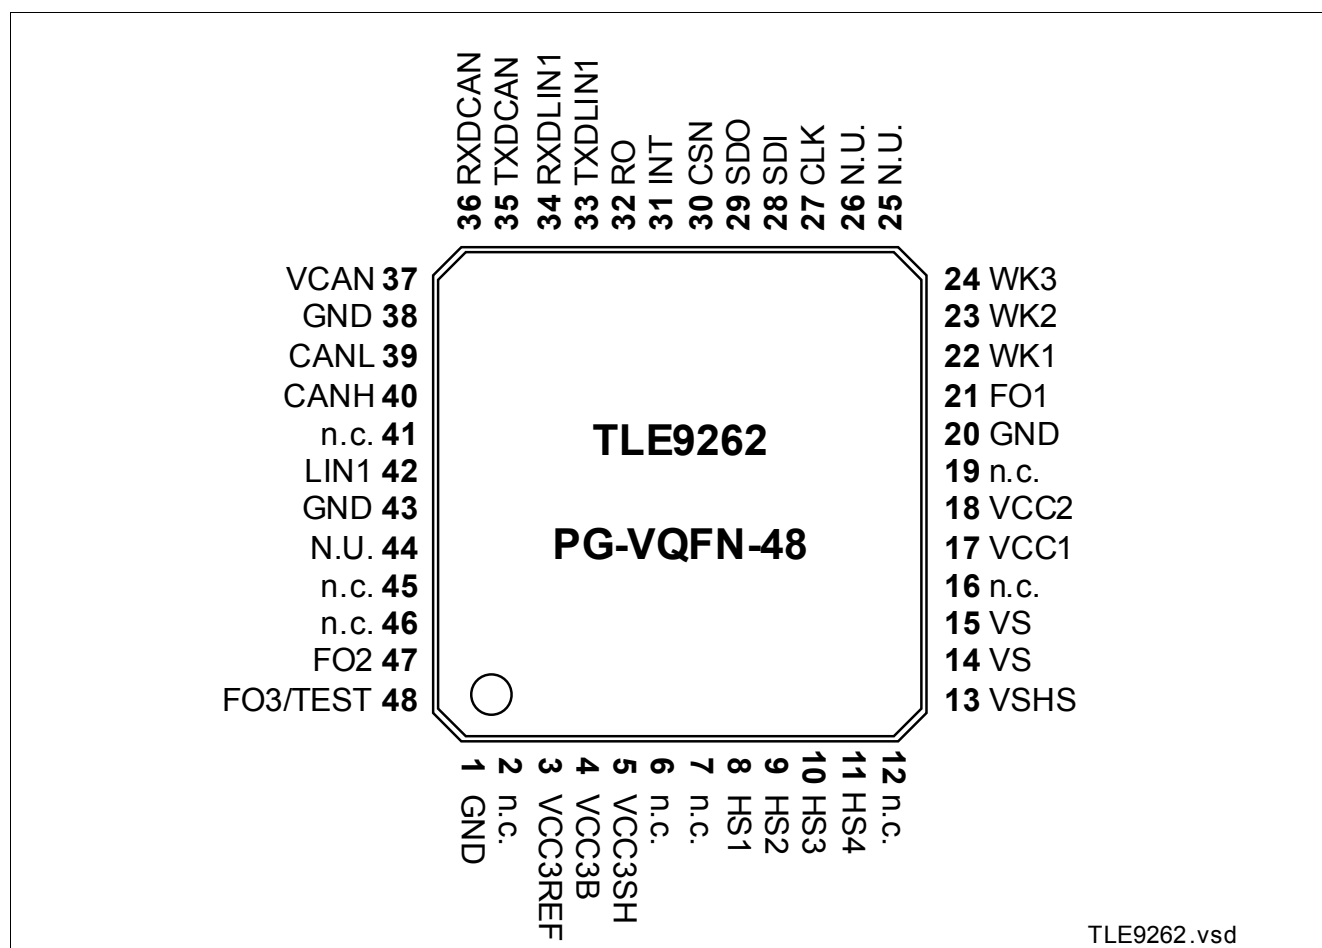 36 RXDCAN
35 TXDCAN
34 RXDLIN1
33 TXDLIN1
32 RO
31 INT
30 CSN
29 SDO
28 SDI
27 CLK
26 N.U.
25 N.U.
VCAN 37
GND 38
CANL 39
CANH 40
n.c. 41
LIN1 42
GND 43
N.U. 44
n.c. 45
n.c. 46
FO2 47
FO3/TEST 48
TLE9262
PG-VQFN-48
24 WK3
23 WK2
22 WK1
21 FO1
20 GND
19 n.c.
18 VCC2
17 VCC1
16 n.c.
15 VS
14 VS
13 VSHS
1 GND
2 n.c.
3 VCC3REF
4 VCC3B
5 VCC3SH
6 n.c.
7 n.c.
8 HS1
9 HS2
10 HS3
11 HS4
12 n.c.
TLE9262.vsd